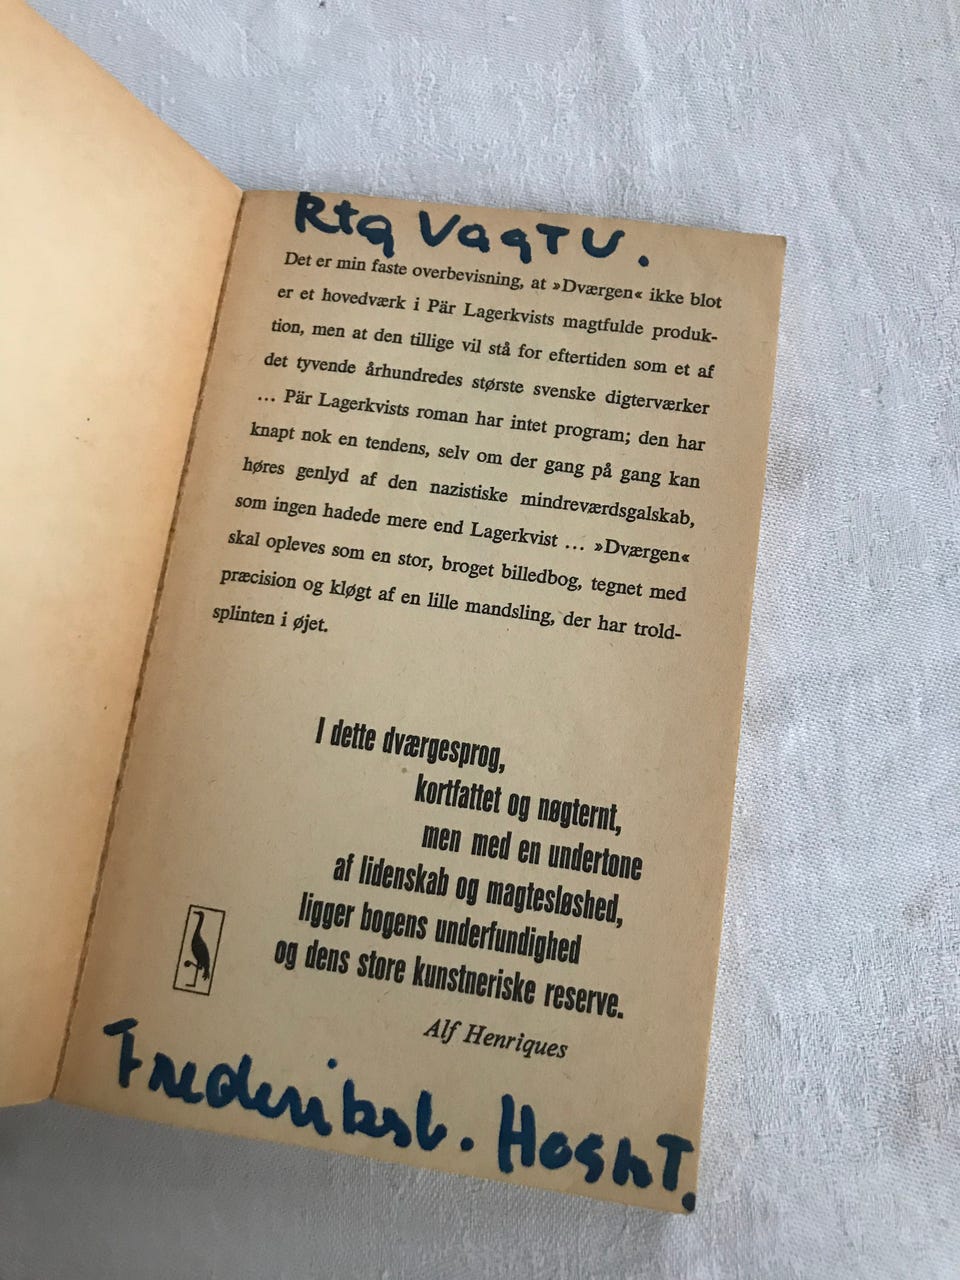 Rtg Vagt U.
Det er min faste overbevisning, at »Dværgen« ikke blot
er et hovedværk i Pär Lagerkvists magtfulde produk-
tion, men at den tillige vil stå for eftertiden som et af
det tyvende århundredes største svenske digterværker
... Pär Lagerkvists roman har intet program; den har
knapt nok en tendens, selv om der gang på gang kan
høres genlyd af den nazistiske mindreværdsgalskab,
som ingen hadede mere end Lagerkvist ... »Dværgen«
skal opleves som en stor, broget billedbog, tegnet med
præcision og kløgt af en lille mandsling, der har trold-
splinten i øjet.
I dette dværgesprog,
kortfattet og nøgternt,
men med en undertone
af lidenskab og magtesløshed,
ligger bogens underfundighed
og dens store kunstneriske reserve.
Alf Henriques
Frederiksb.